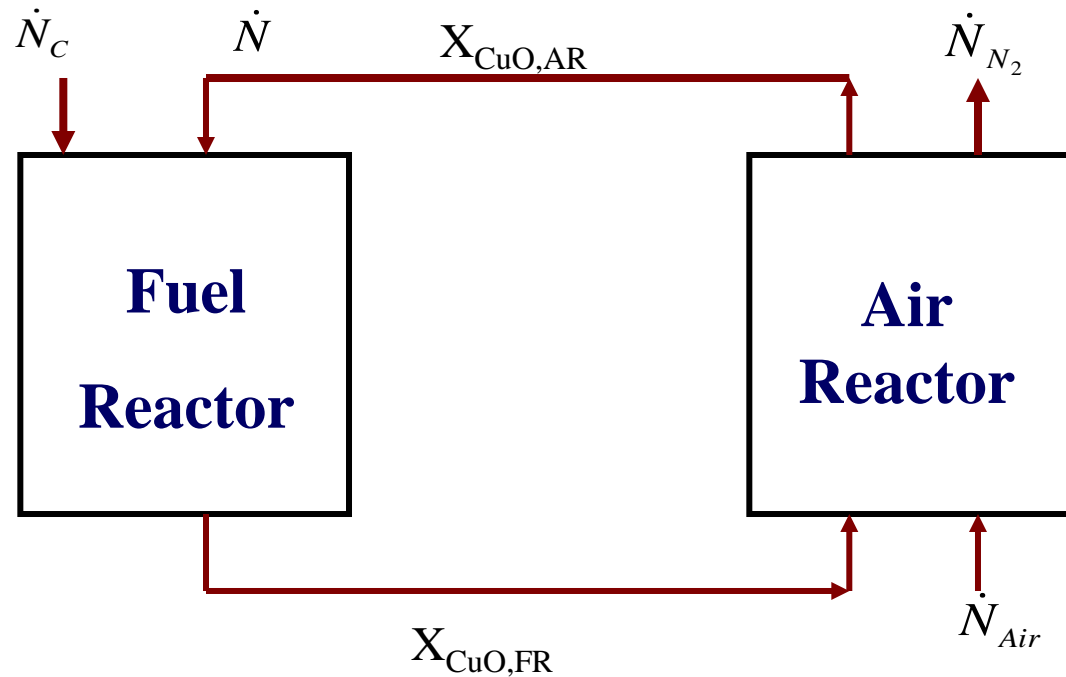 Ṅ_C
Ṅ
X_CuO,AR
Ṅ_N₂
Fuel
Reactor
Air
Reactor
X_CuO,FR
Ṅ_Air